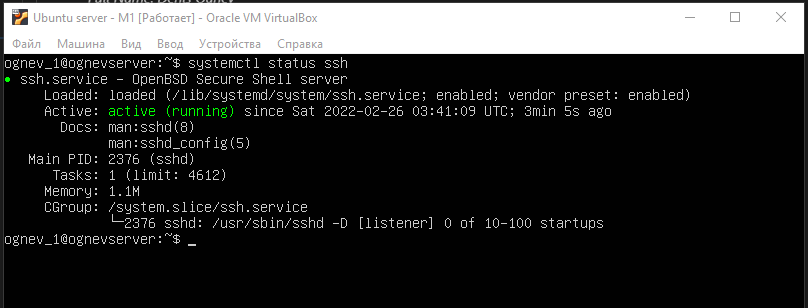 Ubuntu server - M1 [Работает] - Oracle VM VirtualBox
Файл Машина Вид Ввод Устройства Справка
ognev_1@ognevserver:~$ systemctl status ssh
● ssh.service - OpenBSD Secure Shell server
Loaded: loaded (/lib/systemd/system/ssh.service; enabled; vendor preset: enabled)
Active: active (running) since Sat 2022-02-26 03:41:09 UTC; 3min 5s ago
Docs: man:sshd(8)
man:sshd_config(5)
Main PID: 2376 (sshd)
Tasks: 1 (limit: 4612)
Memory: 1.1M
CGroup: /system.slice/ssh.service
└─2376 sshd: /usr/sbin/sshd -D [listener] 0 of 10-100 startups
ognev_1@ognevserver:~$ _